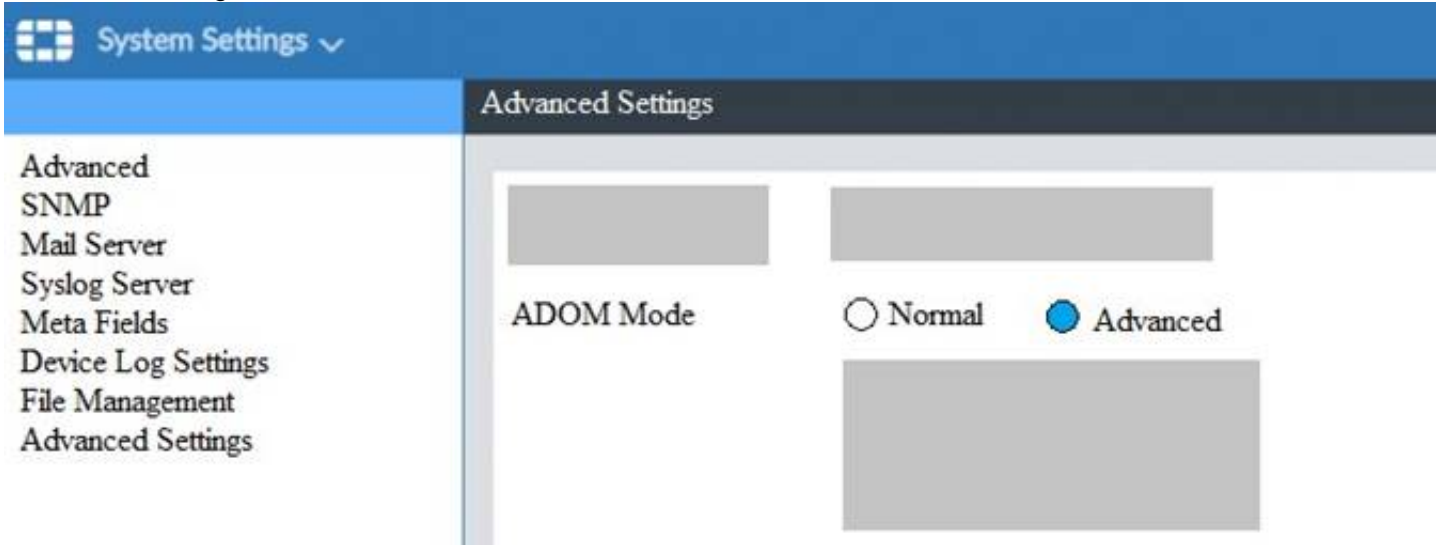 System Settings
Advanced Settings
Advanced
SNMP
Mail Server
Syslog Server
Meta Fields
Device Log Settings
File Management
Advanced Settings
ADOM Mode Normal Advanced